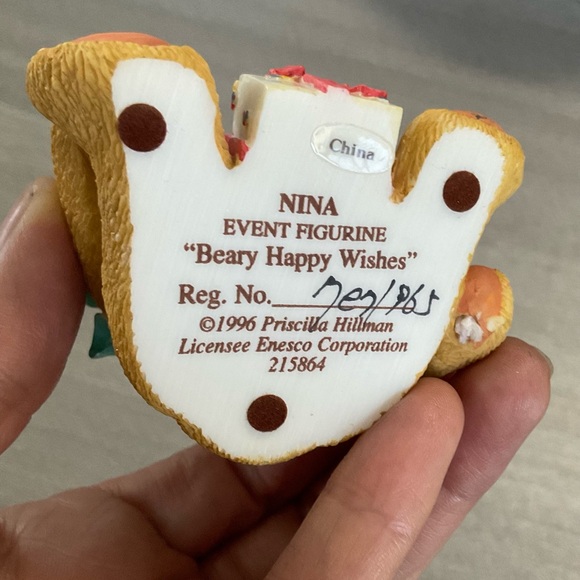 China
NINA
EVENT FIGURINE
“Beary Happy Wishes”
Reg. No.
©1996 Priscilla Hillman
Licensee Enesco Corporation
215864